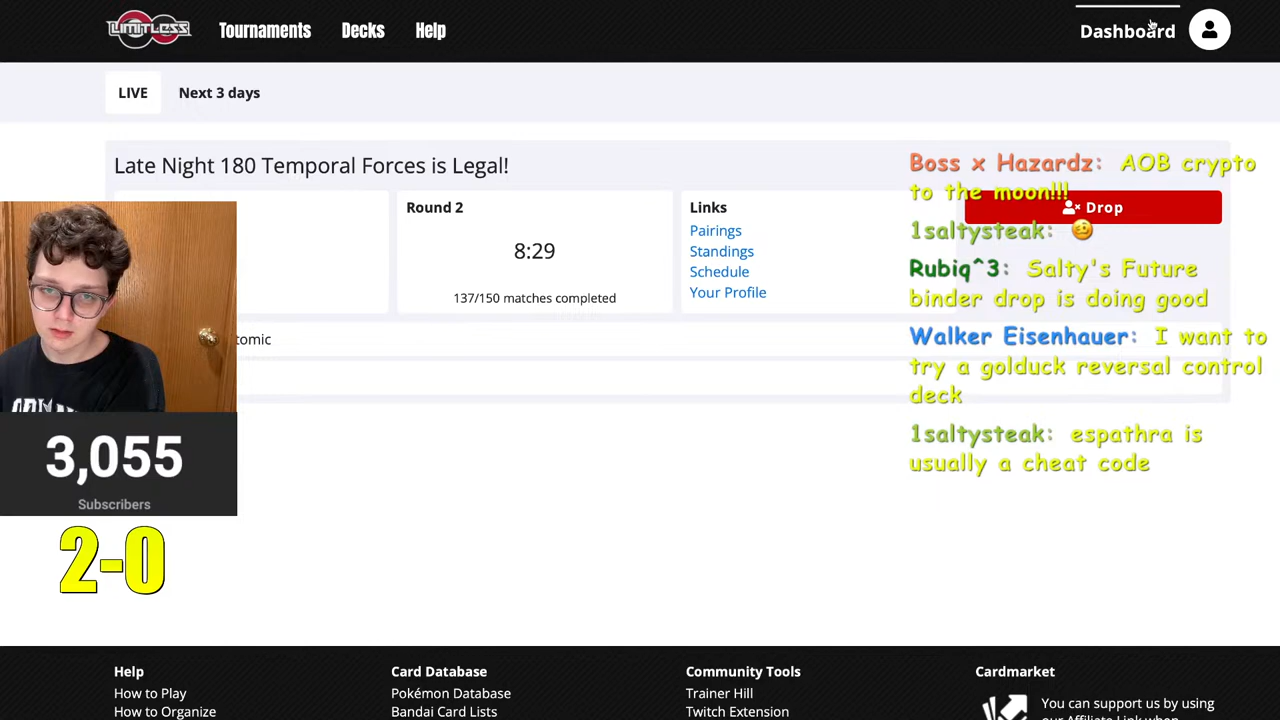 LIMITLESS
Tournaments
Decks
Help
Dashboard
LIVE
Next 3 days
Late Night 180 Temporal Forces is Legal!
Round 2
8:29
137/150 matches completed
Links
Pairings
Standings
Schedule
Your Profile
Drop
tomic
Boss x Hazardz: AOB crypto
to the moon!!!
1saltysteak: 🥴
Rubiq^3: Salty's Future
binder drop is doing good
Walker Eisenhauer: I want to
try a golduck reversal control
deck
1saltysteak: espathra is
usually a cheat code
3,055
Subscribers
2-0
Help
How to Play
How to Organize
Card Database
Pokémon Database
Bandai Card Lists
Community Tools
Trainer Hill
Twitch Extension
Cardmarket
You can support us by using
our Affiliate Link when